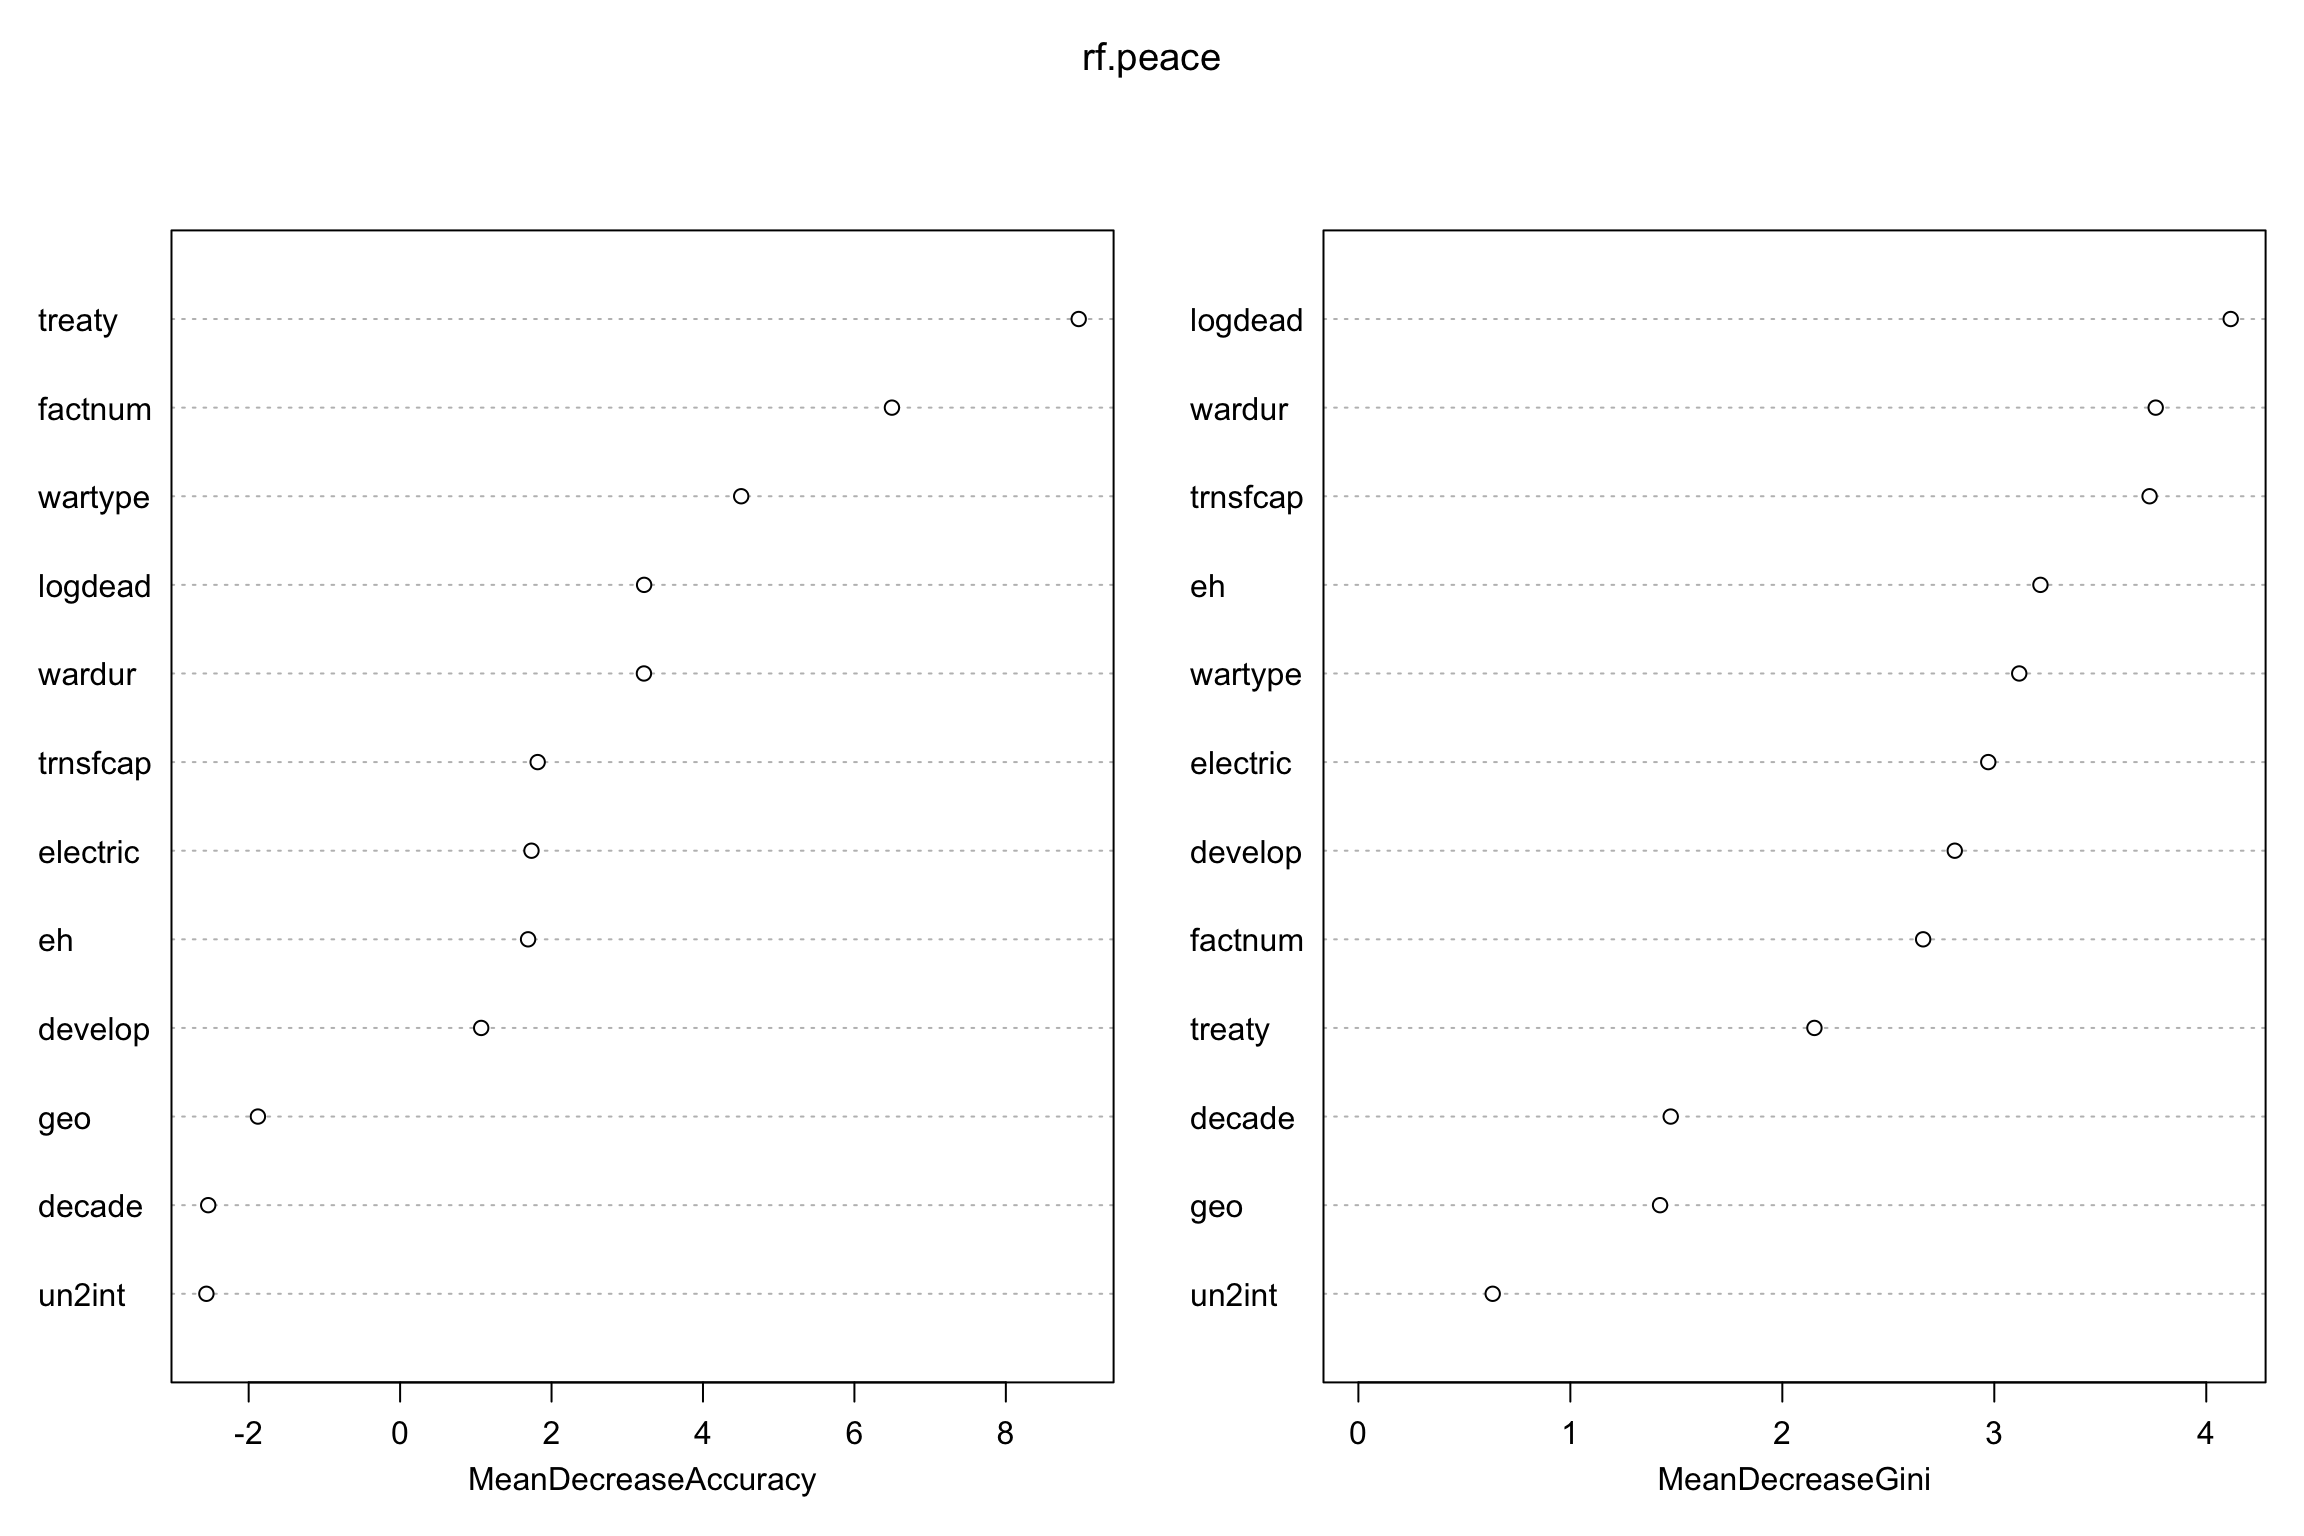 rf.peace
treaty
factnum
wartype
logdead
wardur
trnsfcap
electric
eh
develop
geo
decade
un2int
-2 0 2 4 6 8
MeanDecreaseAccuracy
logdead
wardur
trnsfcap
eh
wartype
electric
develop
factnum
treaty
decade
geo
un2int
0 1 2 3 4
MeanDecreaseGini